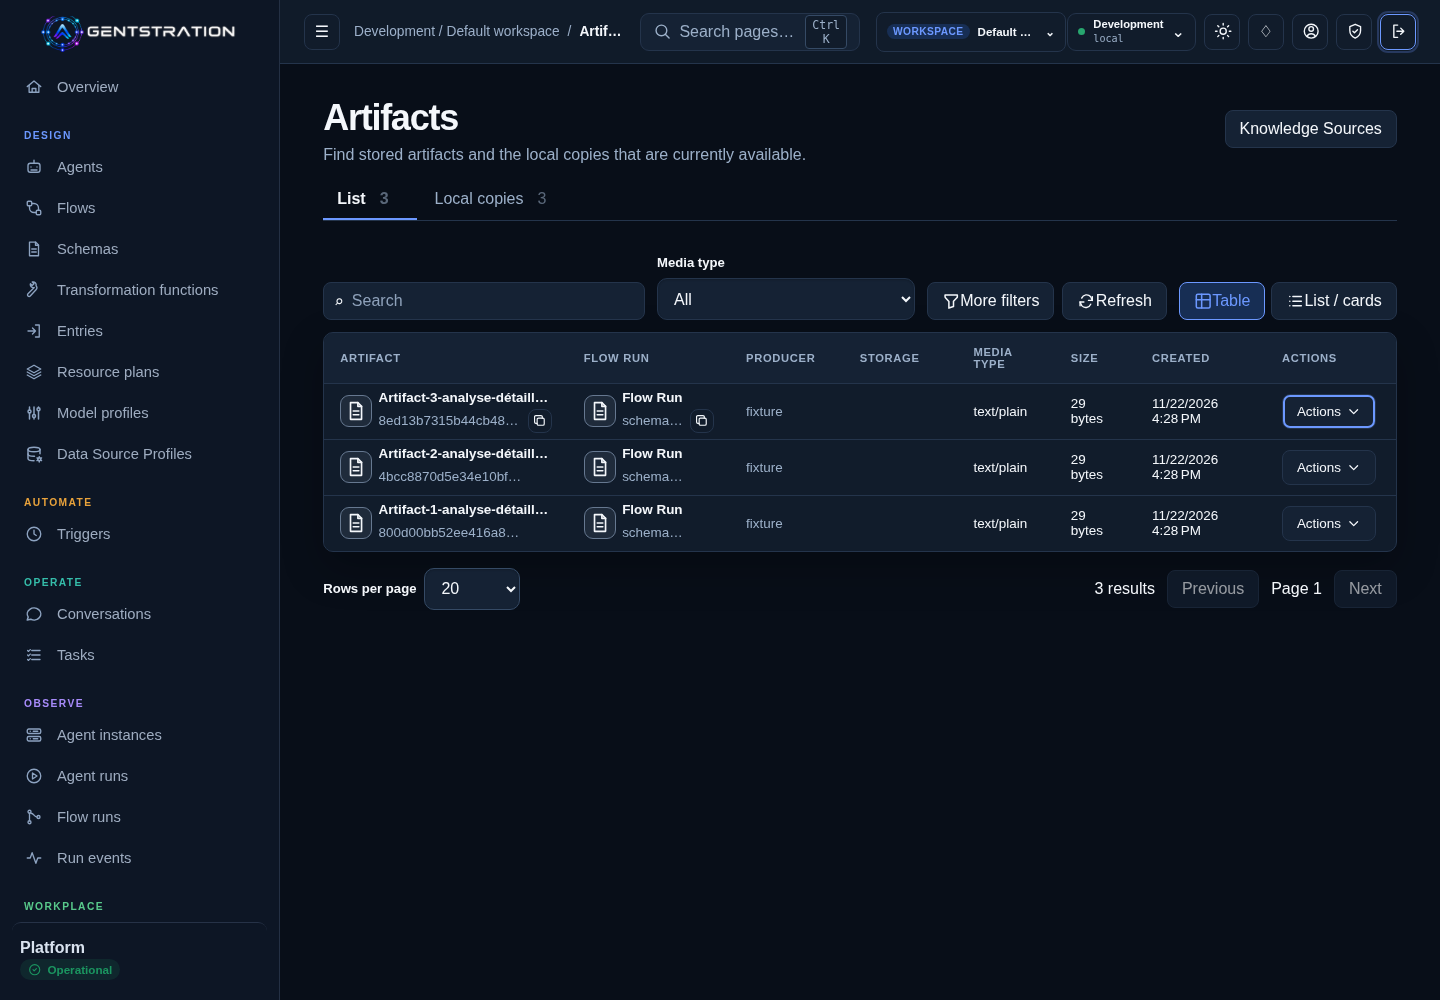 GENTSTRATION
Overview
DESIGN
Agents
Flows
Schemas
Transformation functions
Entries
Resource plans
Model profiles
Data Source Profiles
AUTOMATE
Triggers
OPERATE
Conversations
Tasks
OBSERVE
Agent instances
Agent runs
Flow runs
Run events
WORKPLACE
Platform
Operational
Development / Default workspace / Artif…
Search pages… Ctrl K
WORKSPACE Default …
Development
local
Artifacts
Find stored artifacts and the local copies that are currently available.
Knowledge Sources
List 3 Local copies 3
Media type
Search All More filters Refresh Table List / cards
ARTIFACT FLOW RUN PRODUCER STORAGE MEDIA TYPE SIZE CREATED ACTIONS
Artifact-3-analyse-détaill… Flow Run
8ed13b7315b44cb48… schema… fixture text/plain 29 bytes 11/22/2026 4:28 PM Actions
Artifact-2-analyse-détaill… Flow Run
4bcc8870d5e34e10bf… schema… fixture text/plain 29 bytes 11/22/2026 4:28 PM Actions
Artifact-1-analyse-détaill… Flow Run
800d00bb52ee416a8… schema… fixture text/plain 29 bytes 11/22/2026 4:28 PM Actions
Rows per page 20 3 results Previous Page 1 Next